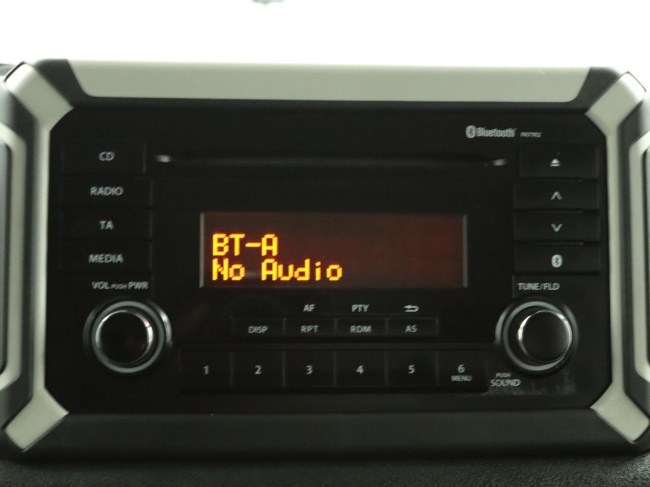 Bluetooth
CD
RADIO
TA
MEDIA
VOL PUSH PWR
BT-A
No Audio
TUNE/FLD
AF PTY
DISP RPT RDM AS
1 2 3 4 5 6
MENU
PUSH
SOUND